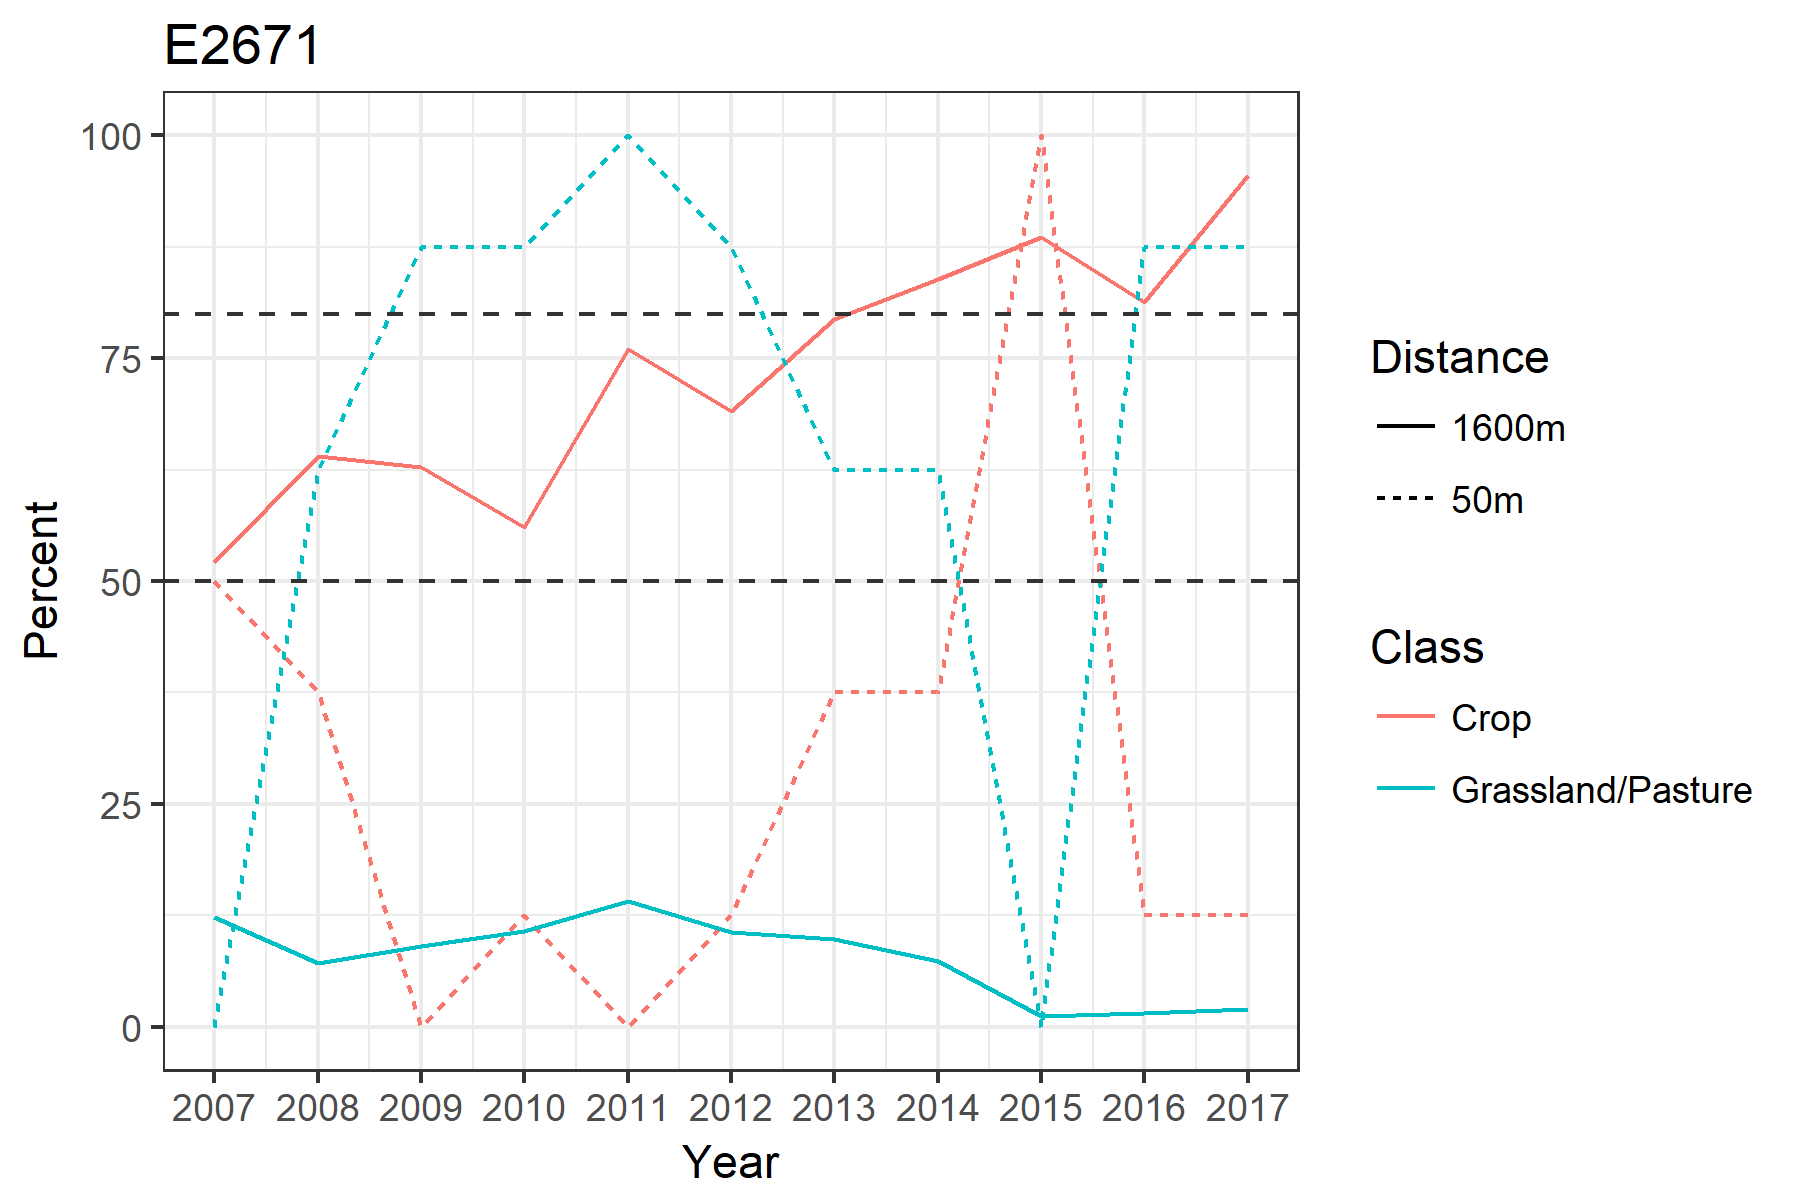 E2671
Percent
100
75
50
25
0
2007 2008 2009 2010 2011 2012 2013 2014 2015 2016 2017
Year
Distance
1600m
50m
Class
Crop
Grassland/Pasture